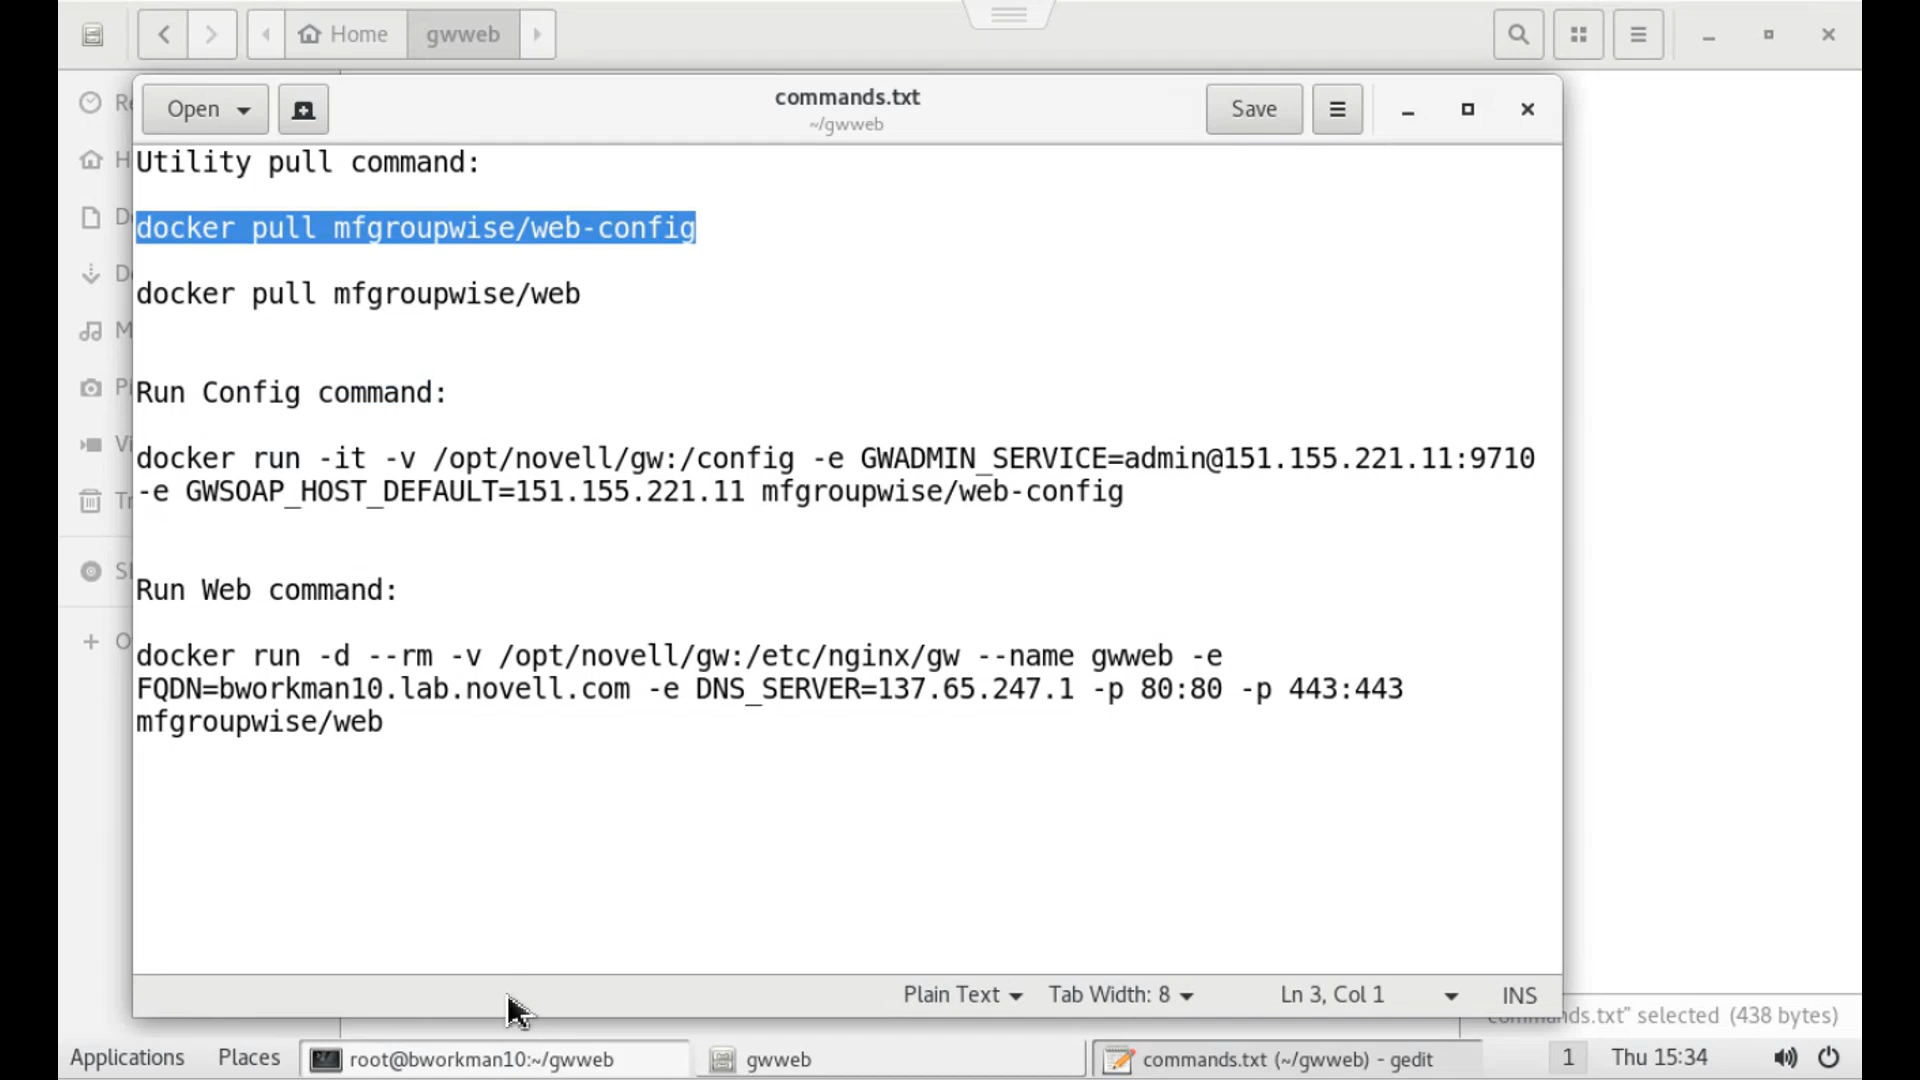 Home
gwweb
Open
commands.txt
~/gwweb
Save
Utility pull command:
docker pull mfgroupwise/web-config
docker pull mfgroupwise/web
Run Config command:
docker run -it -v /opt/novell/gw:/config -e GWADMIN_SERVICE=admin@151.155.221.11:9710
-e GWSOAP_HOST_DEFAULT=151.155.221.11 mfgroupwise/web-config
Run Web command:
docker run -d --rm -v /opt/novell/gw:/etc/nginx/gw --name gwweb -e
FQDN=bworkman10.lab.novell.com -e DNS_SERVER=137.65.247.1 -p 80:80 -p 443:443
mfgroupwise/web
Plain Text
Tab Width: 8
Ln 3, Col 1
INS
commands.txt" selected (438 bytes)
Applications
Places
root@bworkman10:~/gwweb
gwweb
commands.txt (~/gwweb) - gedit
1
Thu 15:34